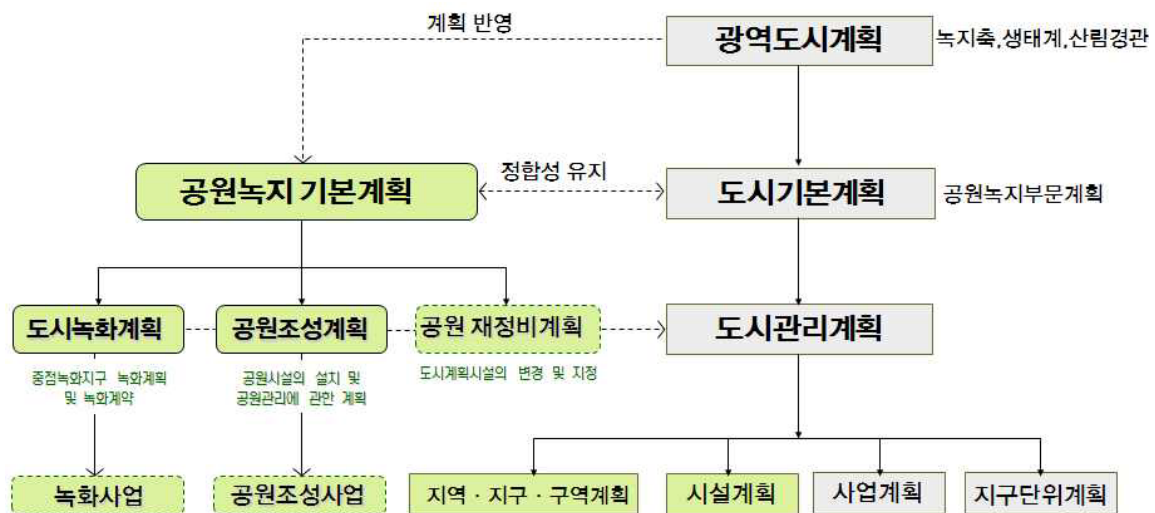 계획 반영
광역도시계획
녹지축,생태계,산림경관
공원녹지 기본계획
정합성 유지
도시기본계획
공원녹지부문계획
도시녹화계획
공원조성계획
공원 재정비계획
도시관리계획
중점녹화지구 녹화계획
및 녹화계약
공원시설의 설치 및
공원관리에 관한 계획
도시계획시설의 변경 및 지정
녹화사업
공원조성사업
지역 · 지구 · 구역계획
시설계획
사업계획
지구단위계획